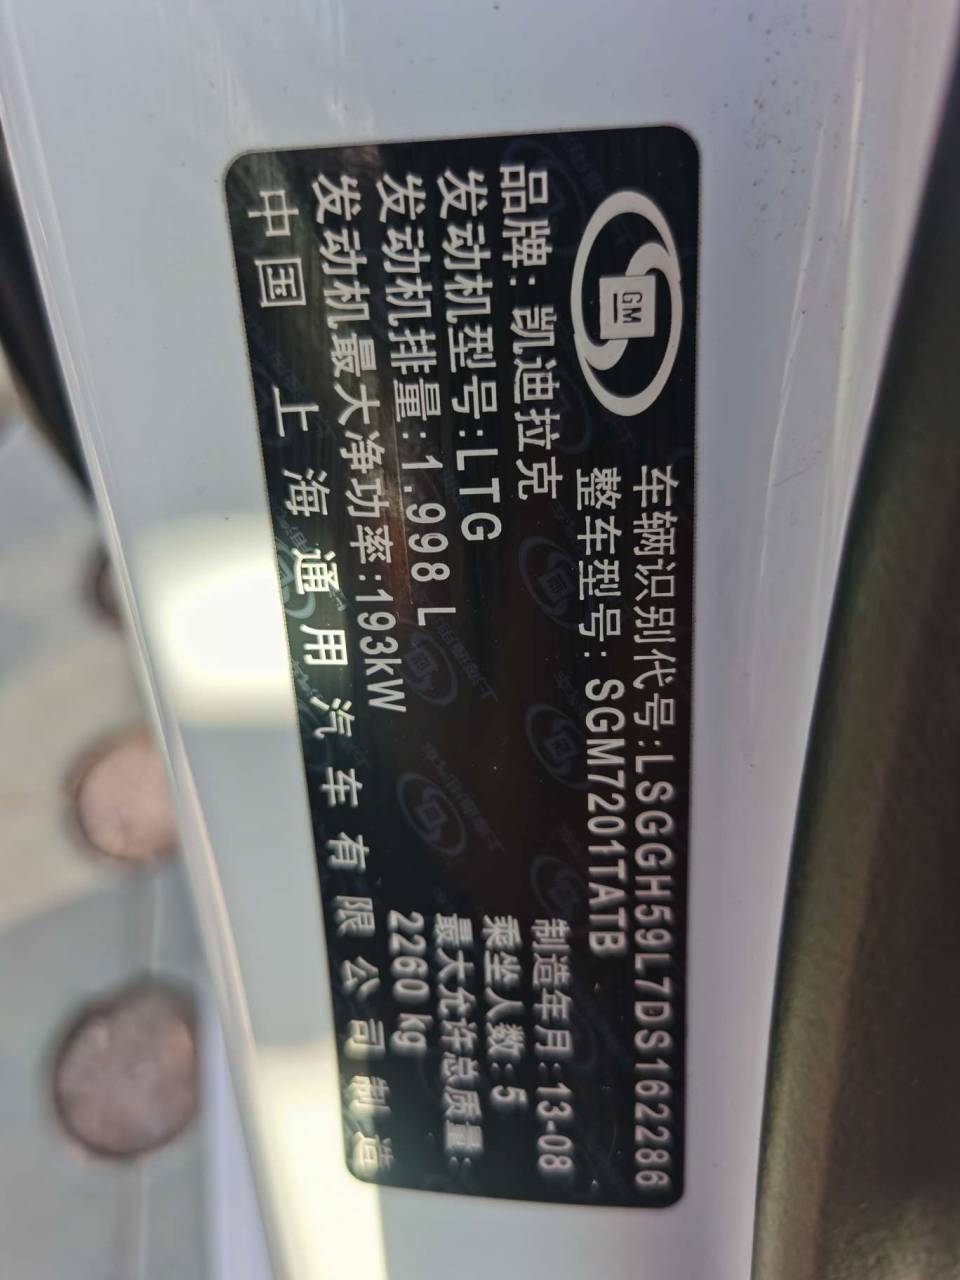 GM
车辆识别代号:LSGGH59L7DS162286
整车型号:SGM7201TATB
品牌:凯迪拉克
制造年月:13-08
发动机型号:LTG
乘坐人数:5
发动机排量:1.998 L
最大允许总质量:
发动机最大净功率:193kW
2260 kg
中国 上海通用汽车有限公司制造